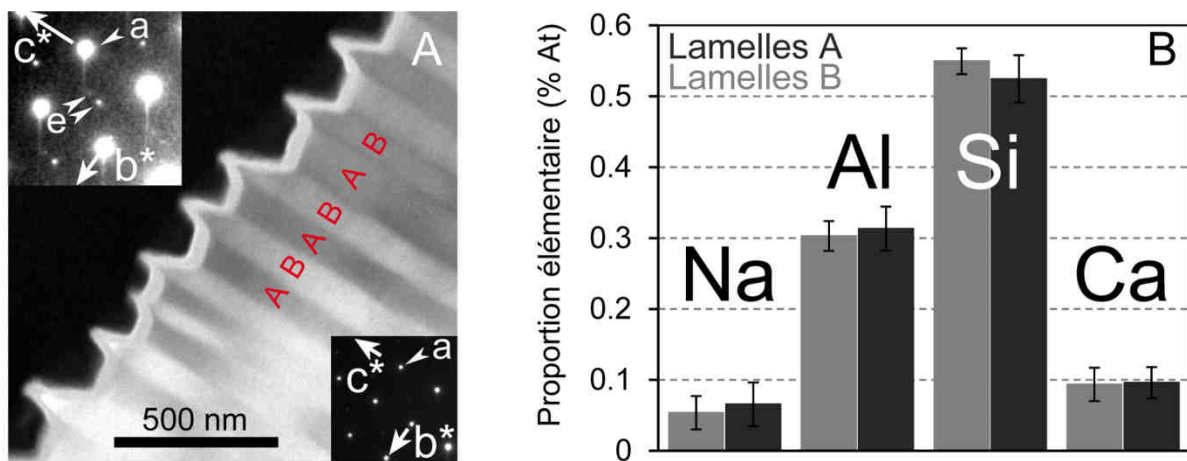 c*
a
e
b*
A
A B A B A B A B
500 nm
a
c*
b*
Proportion élémentaire (% At)
0.6
0.5
0.4
0.3
0.2
0.1
0
Lamelles A
Lamelles B
B
Na
Al
Si
Ca